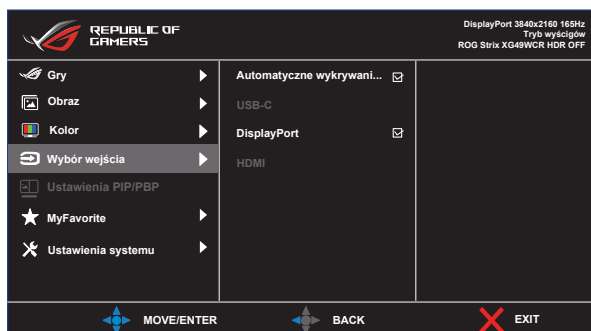 REPUBLIC OF
GAMERS
DisplayPort 3840x2160 165Hz
Tryb wyścigów
ROG Strix XG49WCR HDR OFF
Gry
Obraz
Kolor
Wybór wejścia
Ustawienia PIP/PBP
MyFavorite
Ustawienia systemu
Automatyczne wykrywani...
USB-C
DisplayPort
HDMI
MOVE/ENTER
BACK
EXIT